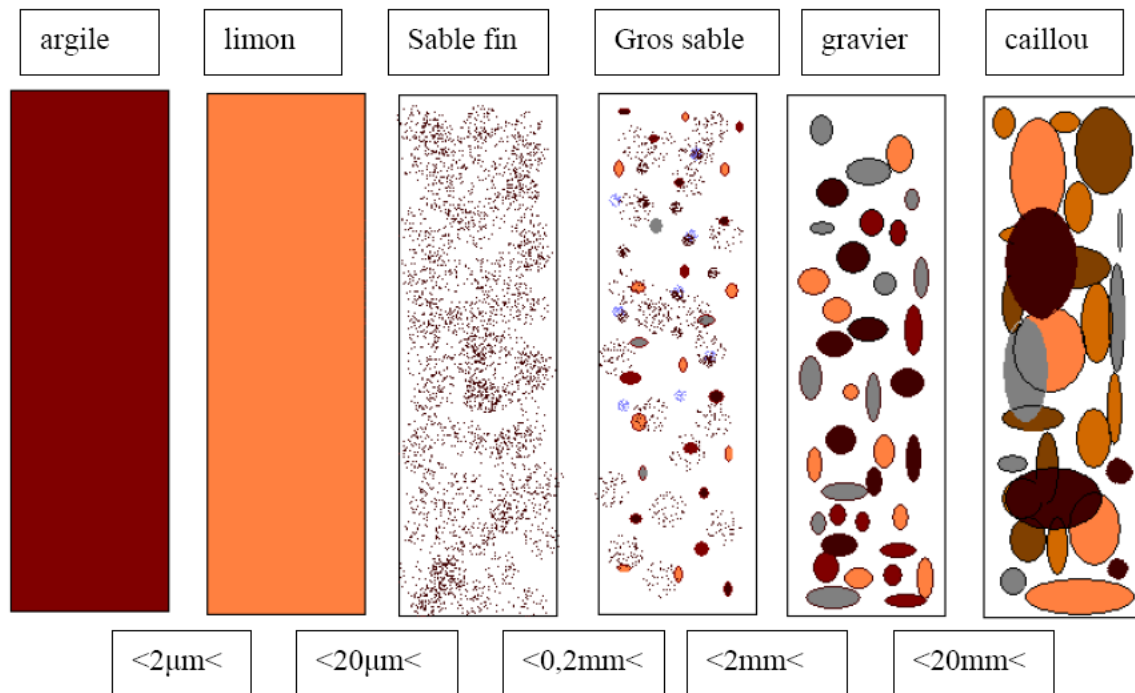 argile
limon
Sable fin
Gros sable
gravier
caillou
<2μm<
<20μm<
<0,2mm<
<2mm<
<20mm<